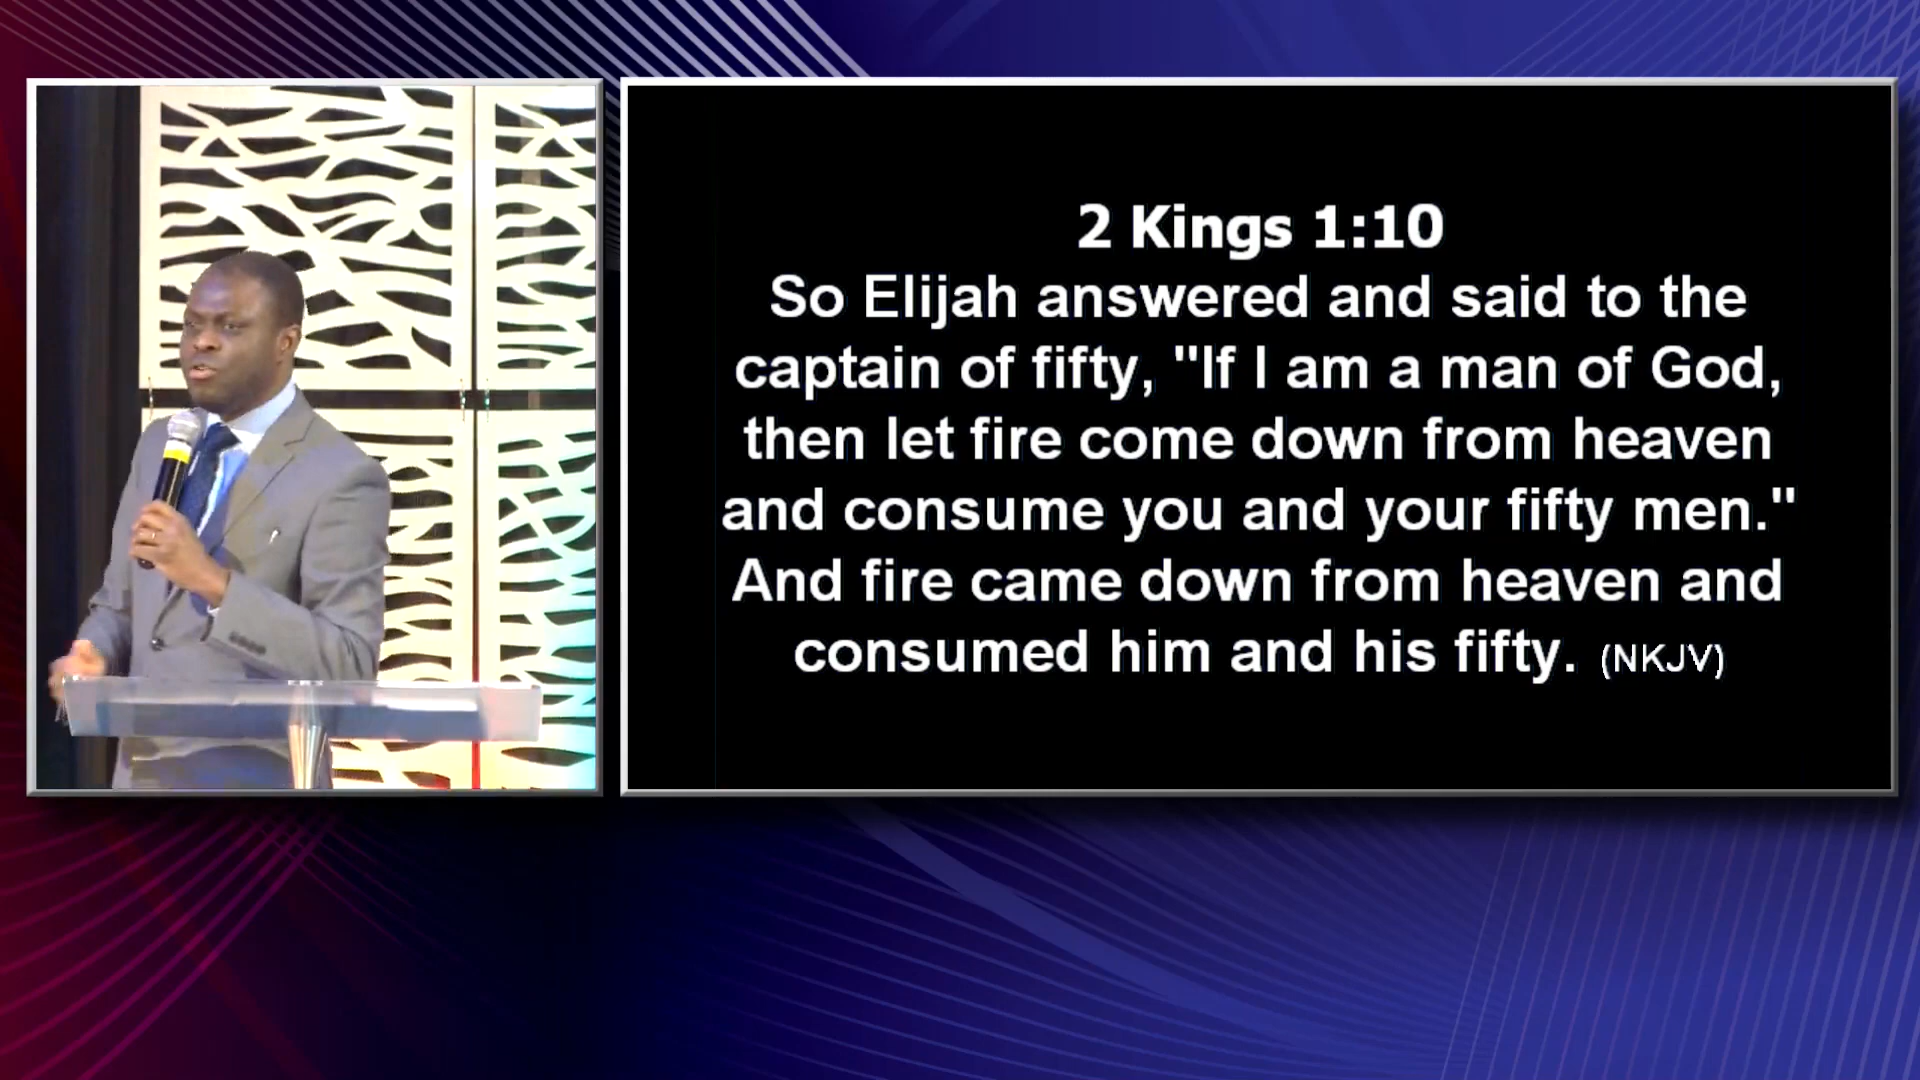 2 Kings 1:10
So Elijah answered and said to the
captain of fifty, "If I am a man of God,
then let fire come down from heaven
and consume you and your fifty men."
And fire came down from heaven and
consumed him and his fifty. (NKJV)